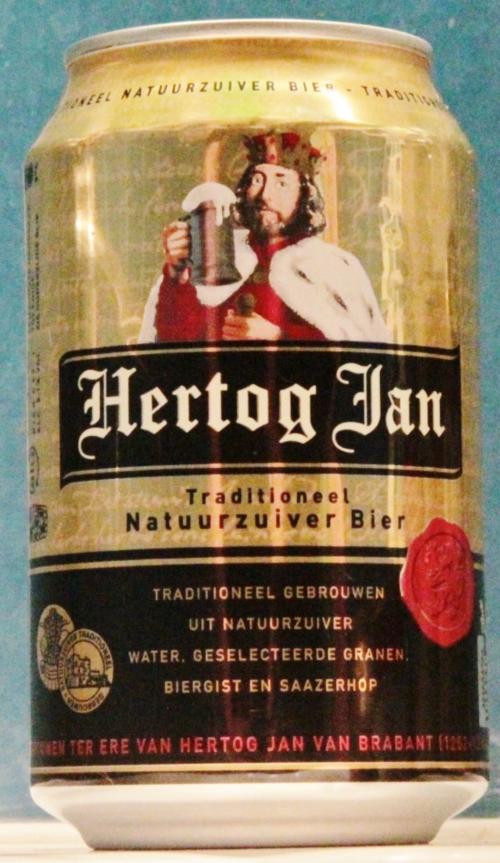 NATUURZUIVER BIER - 
Hertog Jan
Traditioneel
Natuurzuiver Bier
TRADITIONEEL GEBROUWEN
UIT NATUURZUIVER
WATER, GESELECTEERDE GRANEN,
BIERGIST EN SAAZERHOP
TER ERE VAN HERTOG JAN VAN BRABANT